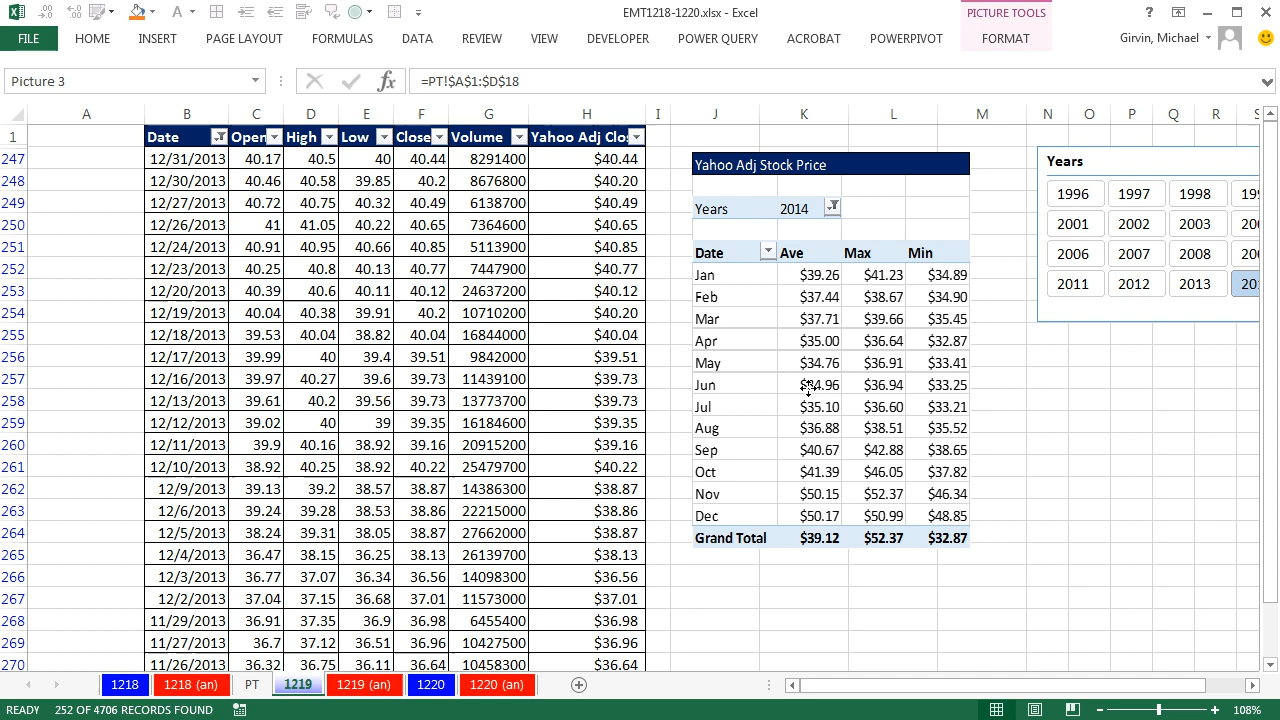 EMT1218-1220.xlsx - Excel
PICTURE TOOLS
FILE HOME INSERT PAGE LAYOUT FORMULAS DATA REVIEW VIEW DEVELOPER POWER QUERY ACROBAT POWERPIVOT FORMAT Girvin, Michael
Picture 3 fx =PT!$A$1:$D$18
A B C D E F G H I J K L M N O P Q R S
1 Date Open High Low Close Volume Yahoo Adj Clos
247 12/31/2013 40.17 40.5 40 40.44 8291400 $40.44
248 12/30/2013 40.46 40.58 39.85 40.2 8676800 $40.20
249 12/27/2013 40.72 40.75 40.32 40.49 6138700 $40.49
250 12/26/2013 41 41.05 40.22 40.65 7364600 $40.65
251 12/24/2013 40.91 40.95 40.66 40.85 5113900 $40.85
252 12/23/2013 40.25 40.8 40.13 40.77 7447900 $40.77
253 12/20/2013 40.39 40.6 40.11 40.12 24637200 $40.12
254 12/19/2013 40.04 40.38 39.91 40.2 10710200 $40.20
255 12/18/2013 39.53 40.04 38.82 40.04 16844000 $40.04
256 12/17/2013 39.99 40 39.4 39.51 9842000 $39.51
257 12/16/2013 39.97 40.27 39.6 39.73 11439100 $39.73
258 12/13/2013 39.61 40.2 39.56 39.73 13773700 $39.73
259 12/12/2013 39.02 40 39 39.35 16184600 $39.35
260 12/11/2013 39.9 40.16 38.92 39.16 20915200 $39.16
261 12/10/2013 38.92 40.25 38.92 40.22 25479700 $40.22
262 12/9/2013 39.13 39.2 38.57 38.87 14386300 $38.87
263 12/6/2013 39.24 39.28 38.53 38.86 22215000 $38.86
264 12/5/2013 38.24 39.31 38.05 38.87 27662000 $38.87
265 12/4/2013 36.47 38.15 36.25 38.13 26139700 $38.13
266 12/3/2013 36.77 37.07 36.34 36.56 14098300 $36.56
267 12/2/2013 37.04 37.15 36.68 37.01 11573000 $37.01
268 11/29/2013 36.91 37.35 36.9 36.98 6455400 $36.98
269 11/27/2013 36.7 37.12 36.51 36.96 10427500 $36.96
270 11/26/2013 36.32 36.75 36.11 36.64 10458300 $36.64
Yahoo Adj Stock Price
Years 2014
Date Ave Max Min
Jan $39.26 $41.23 $34.89
Feb $37.44 $38.67 $34.90
Mar $37.71 $39.66 $35.45
Apr $35.00 $36.64 $32.87
May $34.76 $36.91 $33.41
Jun $34.96 $36.94 $33.25
Jul $35.10 $36.60 $33.21
Aug $36.88 $38.51 $35.52
Sep $40.67 $42.88 $38.65
Oct $41.39 $46.05 $37.82
Nov $50.15 $52.37 $46.34
Dec $50.17 $50.99 $48.85
Grand Total $39.12 $52.37 $32.87
Years
1996 1997 1998 19
2001 2002 2003 20
2006 2007 2008 20
2011 2012 2013 20
1218 1218 (an) PT 1219 1219 (an) 1220 1220 (an)
READY 252 OF 4706 RECORDS FOUND 108%